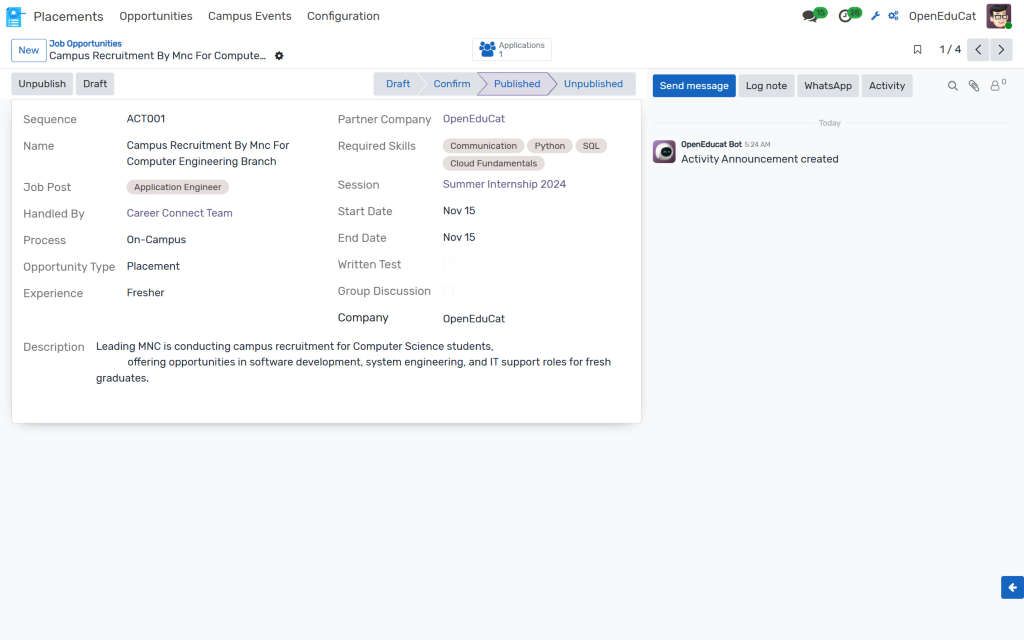 Placements Opportunities Campus Events Configuration 15 28 OpenEduCat
New Job Opportunities
Campus Recruitment By Mnc For Compute...
Applications
1
1 / 4
Unpublish Draft Draft Confirm Published Unpublished
Send message Log note WhatsApp Activity 0
Sequence ACT001
Name Campus Recruitment By Mnc For
Computer Engineering Branch
Job Post Application Engineer
Handled By Career Connect Team
Process On-Campus
Opportunity Type Placement
Experience Fresher
Partner Company OpenEduCat
Required Skills Communication Python SQL
Cloud Fundamentals
Session Summer Internship 2024
Start Date Nov 15
End Date Nov 15
Written Test
Group Discussion
Company OpenEduCat
Description Leading MNC is conducting campus recruitment for Computer Science students,
offering opportunities in software development, system engineering, and IT support roles for fresh
graduates.
Today
OpenEducat Bot 5:24 AM
Activity Announcement created